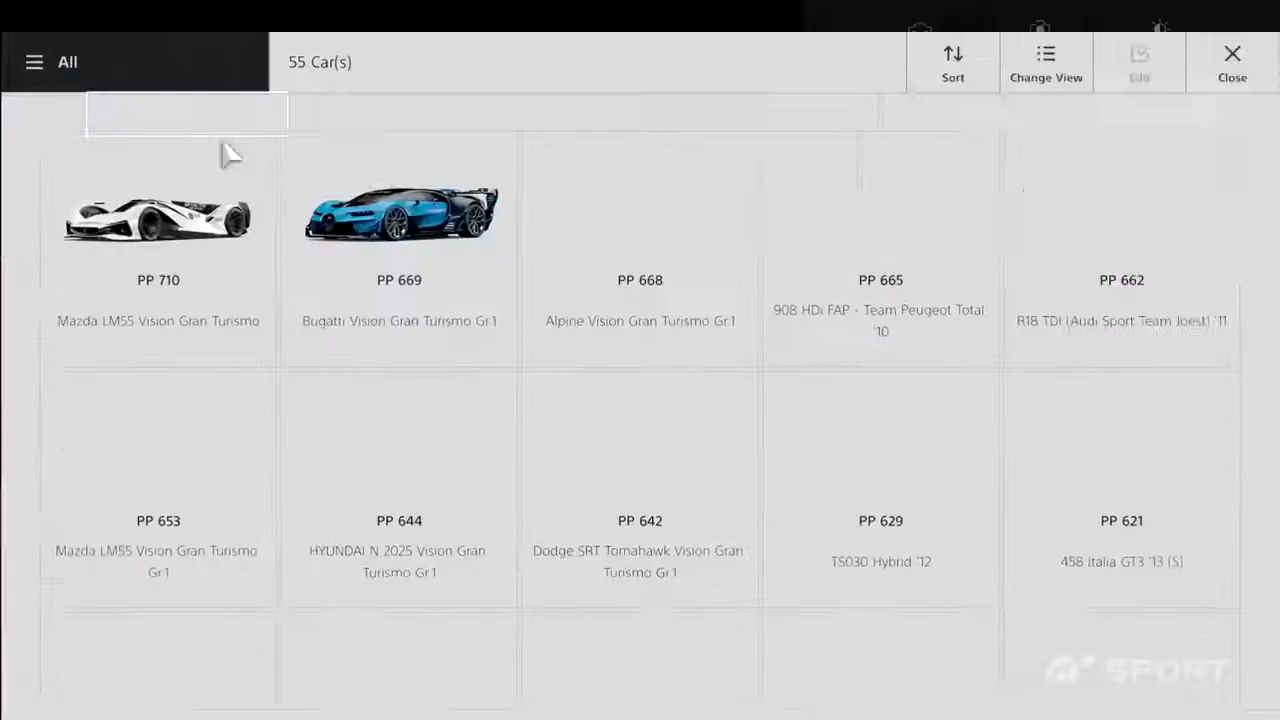 All
55 Car(s)
Sort
Change View
Edit
Close
PP 710
PP 669
PP 668
PP 665
PP 662
Mazda LM55 Vision Gran Turismo
Bugatti Vision Gran Turismo Gr.1
Alpine Vision Gran Turismo Gr.1
908 HDi FAP - Team Peugeot Total
'10
R18 TDI (Audi Sport Team Joest) '11
PP 653
PP 644
PP 642
PP 629
PP 621
Mazda LM55 Vision Gran Turismo
Gr.1
HYUNDAI N 2025 Vision Gran
Turismo Gr.1
Dodge SRT Tomahawk Vision Gran
Turismo Gr.1
TS030 Hybrid '12
458 Italia GT3 '13 (S)
SPORT